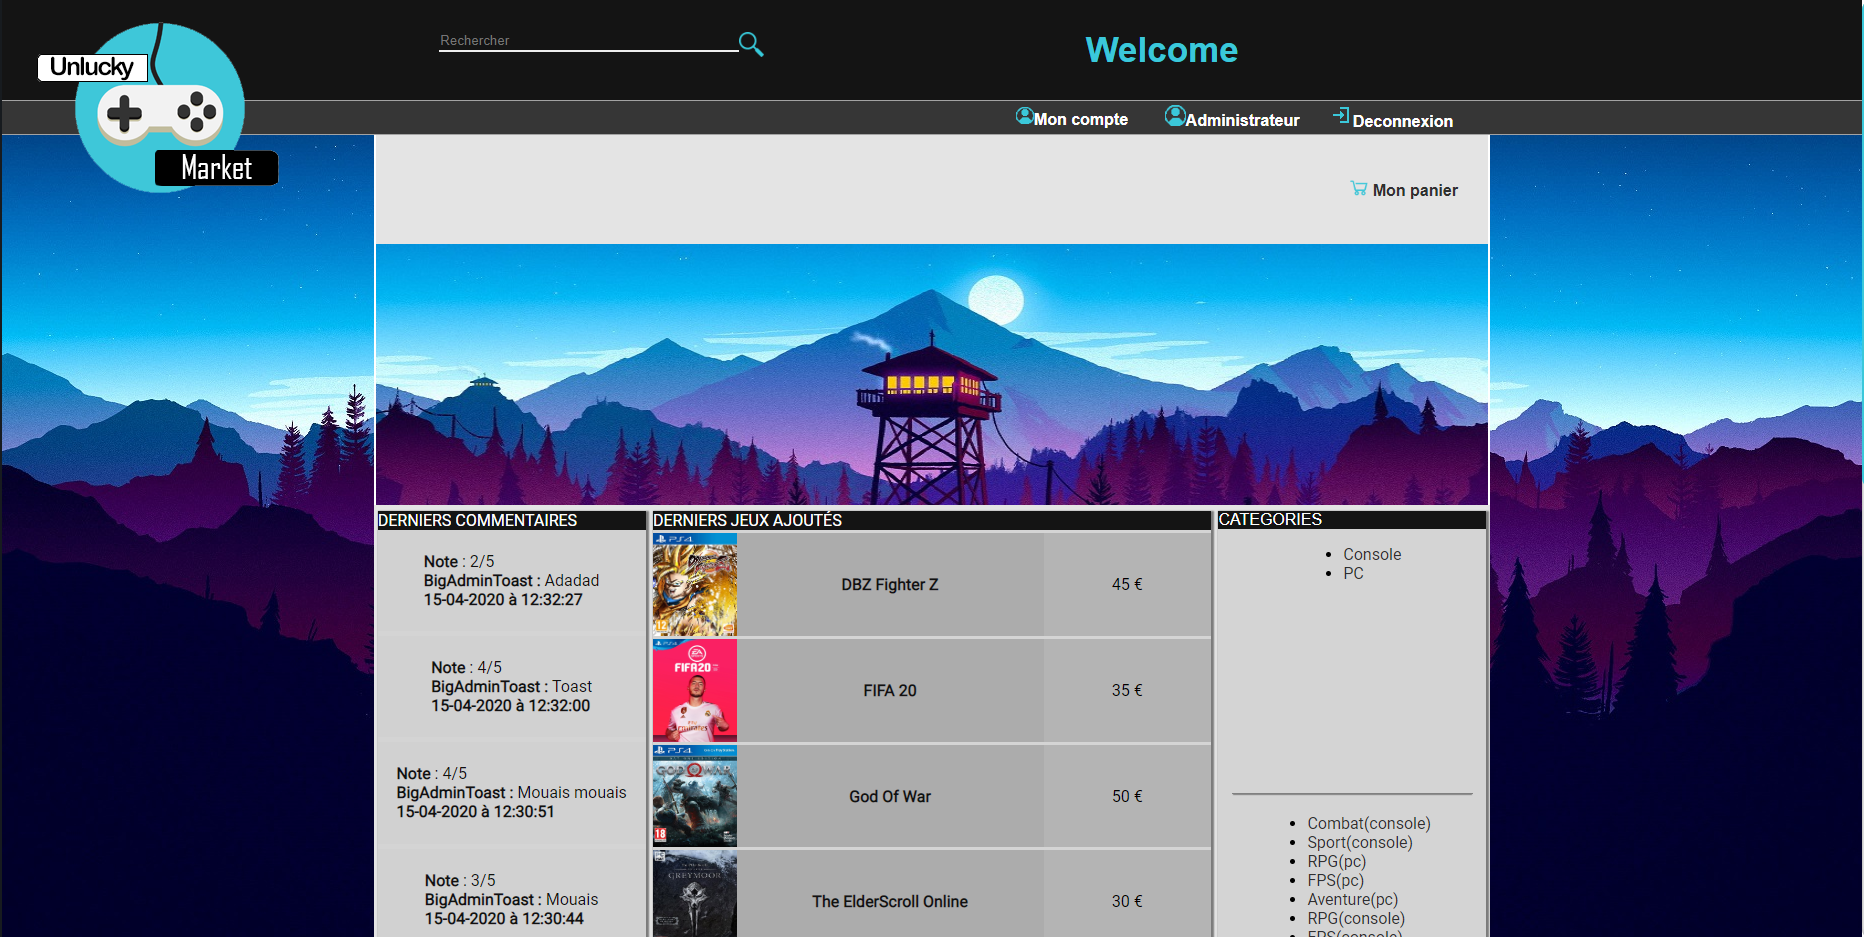 Unlucky
Market
Rechercher
Welcome
Mon compte
Administrateur
Deconnexion
Mon panier
DERNIERS COMMENTAIRES
Note : 2/5
BigAdminToast : Adadad
15-04-2020 à 12:32:27
Note : 4/5
BigAdminToast : Toast
15-04-2020 à 12:32:00
Note : 4/5
BigAdminToast : Mouais mouais
15-04-2020 à 12:30:51
Note : 3/5
BigAdminToast : Mouais
15-04-2020 à 12:30:44
DERNIERS JEUX AJOUTÉS
PS4
12
DBZ Fighter Z
45 €
PS4
EA
FIFA20
FIFA 20
35 €
PS4
GOD OF WAR
18
God Of War
50 €
GREYMOOR
The ElderScroll Online
30 €
CATEGORIES
Console
PC
Combat(console)
Sport(console)
RPG(pc)
FPS(pc)
Aventure(pc)
RPG(console)
FPS(console)